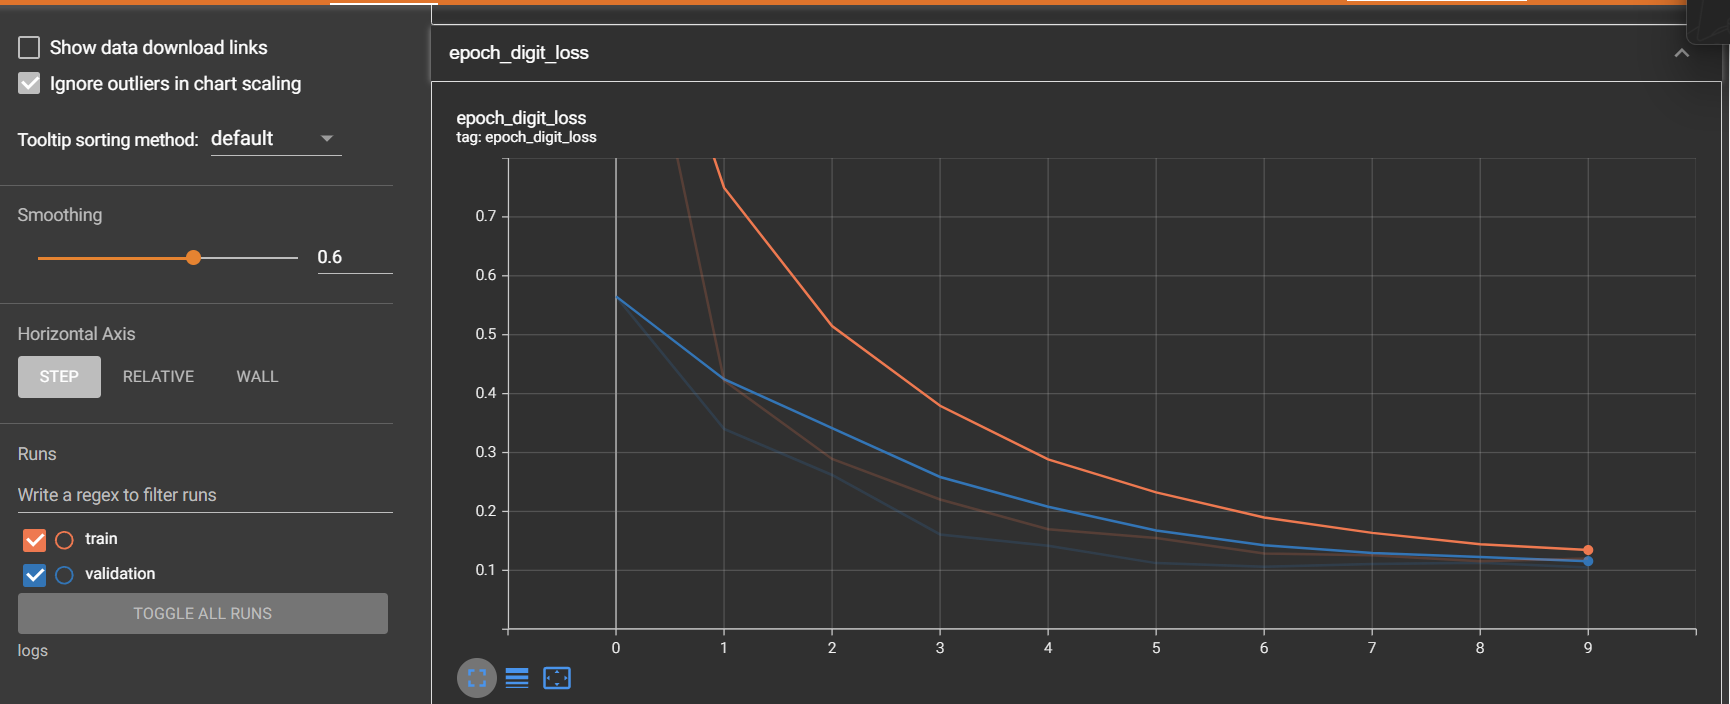 Show data download links
Ignore outliers in chart scaling
Tooltip sorting method: default
Smoothing
0.6
Horizontal Axis
STEP RELATIVE WALL
Runs
Write a regex to filter runs
train
validation
TOGGLE ALL RUNS
logs
epoch_digit_loss
epoch_digit_loss
tag: epoch_digit_loss
0.7
0.6
0.5
0.4
0.3
0.2
0.1
0 1 2 3 4 5 6 7 8 9